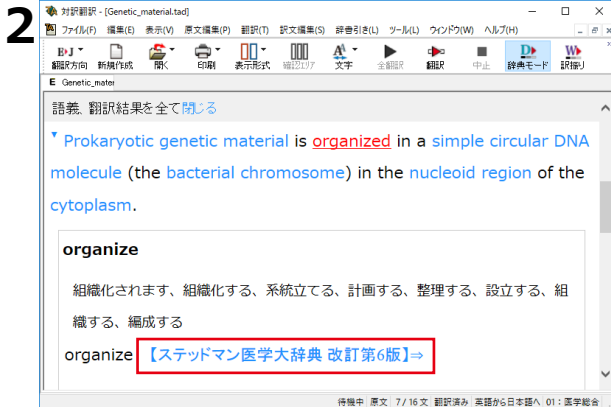 2
対訳翻訳 - [Genetic_material.tad]
ファイル(F) 編集(E) 表示(V) 原文編集(P) 翻訳(T) 訳文編集(S) 辞書引き(L) ツール(L) ウィンドウ(W) ヘルプ(H)
E▸J
翻訳方向 新規作成 開く 印刷 表示形式 確認エリア 文字 全翻訳 翻訳 中止 辞典モード 訳振り
E Genetic_mater
語義、翻訳結果を全て閉じる
Prokaryotic genetic material is organized in a simple circular DNA
molecule (the bacterial chromosome) in the nucleoid region of the
cytoplasm.
organize
組織化されます、組織化する、系統立てる、計画する、整理する、設立する、組
織する、編成する
organize 【ステッドマン医学大辞典 改訂第6版】⇒
待機中 原文 7 / 16 文 翻訳済み 英語から日本語へ 01 : 医学総合